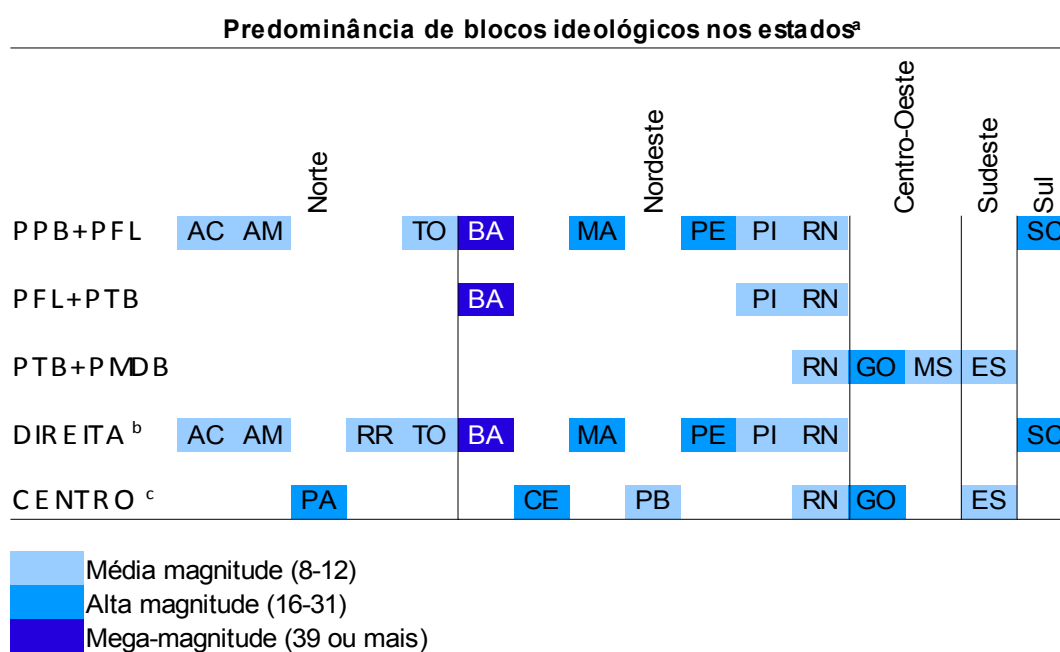 Predominância de blocos ideológicos nos estadosᵃ
Norte
Nordeste
Centro-Oeste
Sudeste
Sul
PPB+PFL AC AM TO BA MA PE PI RN SC
PFL+PTB BA PI RN
PTB+PMDB RN GO MS ES
DIREITA ᵇ AC AM RR TO BA MA PE PI RN SC
CENTRO ᶜ PA CE PB RN GO ES
Média magnitude (8-12)
Alta magnitude (16-31)
Mega-magnitude (39 ou mais)